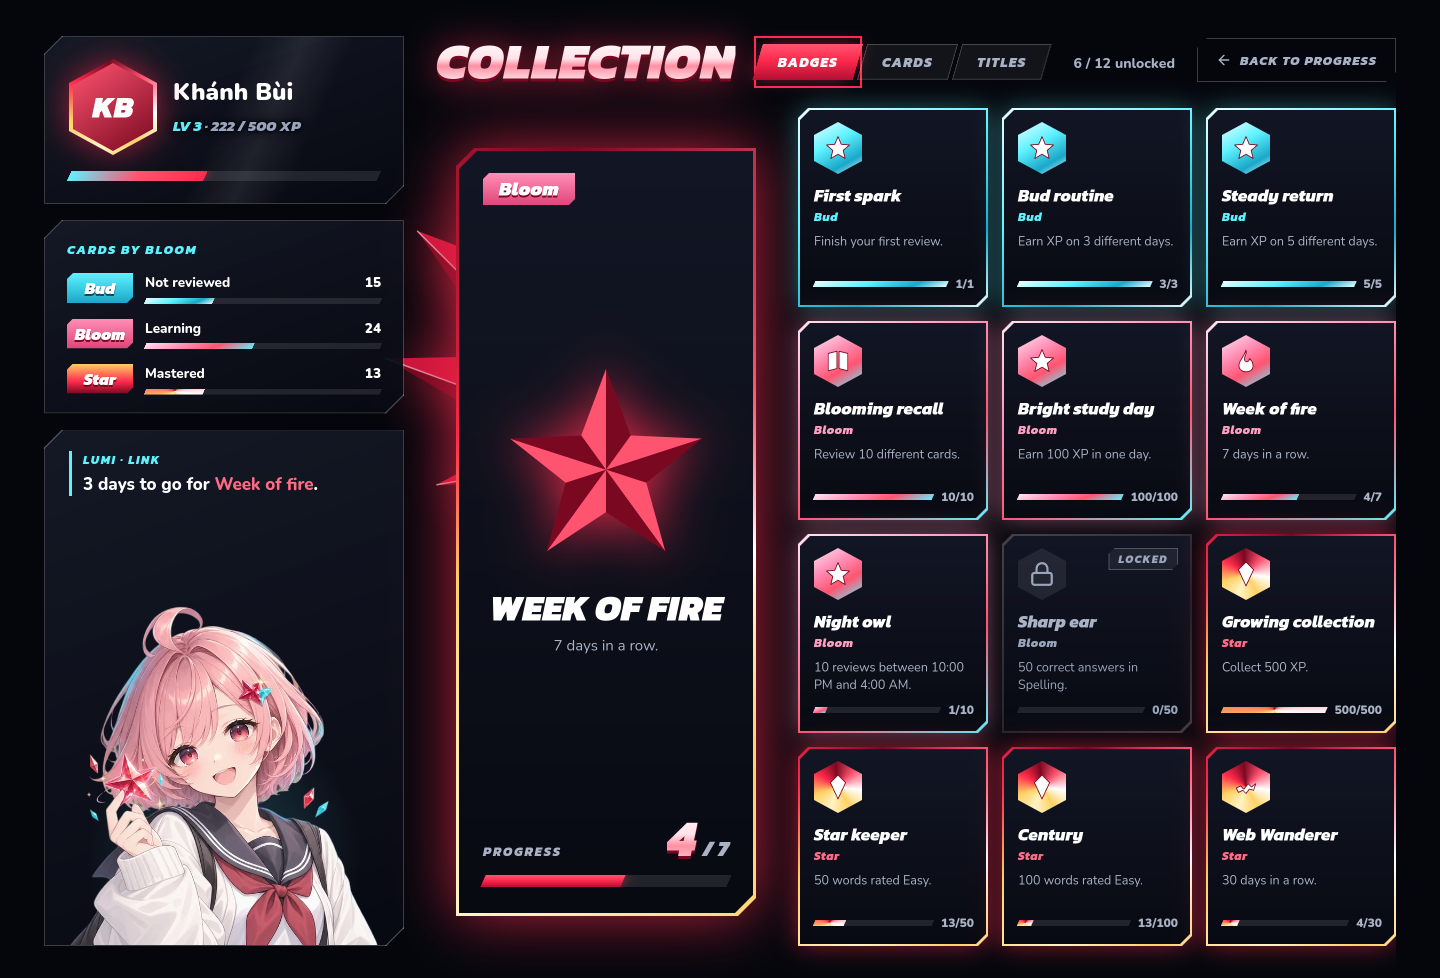 KB
Khánh Bùi
LV 3 · 222 / 500 XP
CARDS BY BLOOM
Bud
Not reviewed
15
Bloom
Learning
24
Star
Mastered
13
LUMI · LINK
3 days to go for Week of fire.
COLLECTION
BADGES
CARDS
TITLES
6 / 12 unlocked
BACK TO PROGRESS
Bloom
WEEK OF FIRE
7 days in a row.
PROGRESS
4 / 7
First spark
Bud
Finish your first review.
1/1
Bud routine
Bud
Earn XP on 3 different days.
3/3
Steady return
Bud
Earn XP on 5 different days.
5/5
Blooming recall
Bloom
Review 10 different cards.
10/10
Bright study day
Bloom
Earn 100 XP in one day.
100/100
Week of fire
Bloom
7 days in a row.
4/7
Night owl
Bloom
10 reviews between 10:00
PM and 4:00 AM.
1/10
LOCKED
Sharp ear
Bloom
50 correct answers in
Spelling.
0/50
Growing collection
Star
Collect 500 XP.
500/500
Star keeper
Star
50 words rated Easy.
13/50
Century
Star
100 words rated Easy.
13/100
Web Wanderer
Star
30 days in a row.
4/30